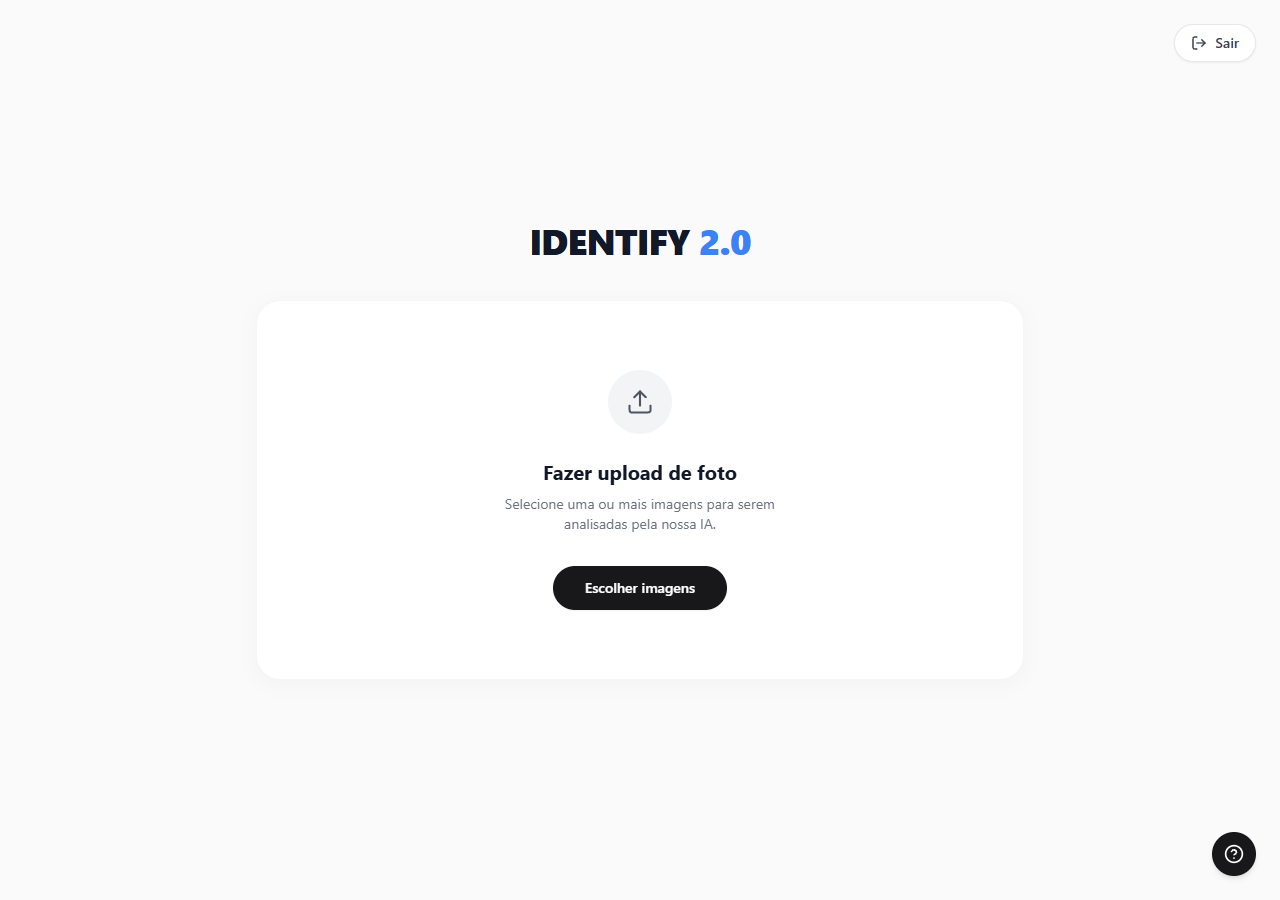 Sair
IDENTIFY 2.0
Fazer upload de foto
Selecione uma ou mais imagens para serem
analisadas pela nossa IA.
Escolher imagens